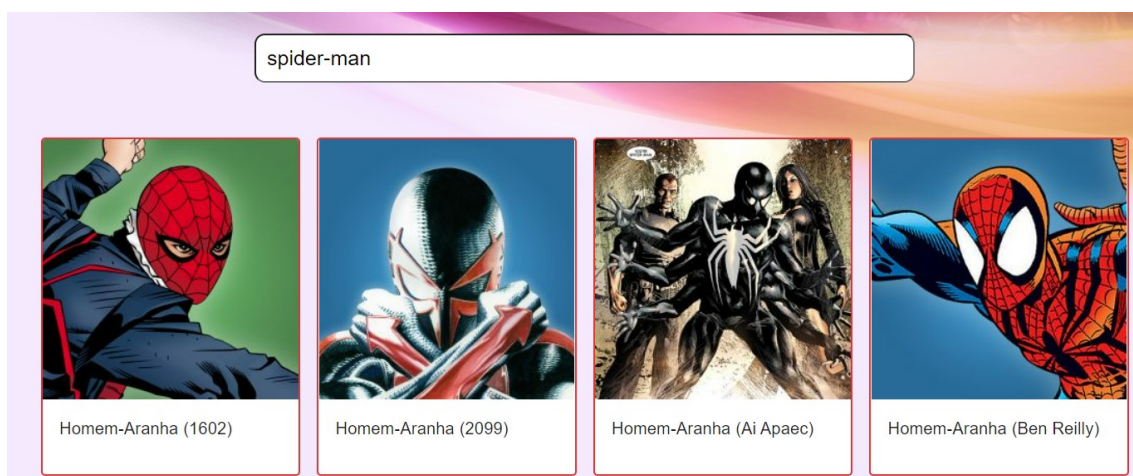 spider-man
Homem-Aranha (1602)
Homem-Aranha (2099)
Homem-Aranha (Ai Apaec)
Homem-Aranha (Ben Reilly)